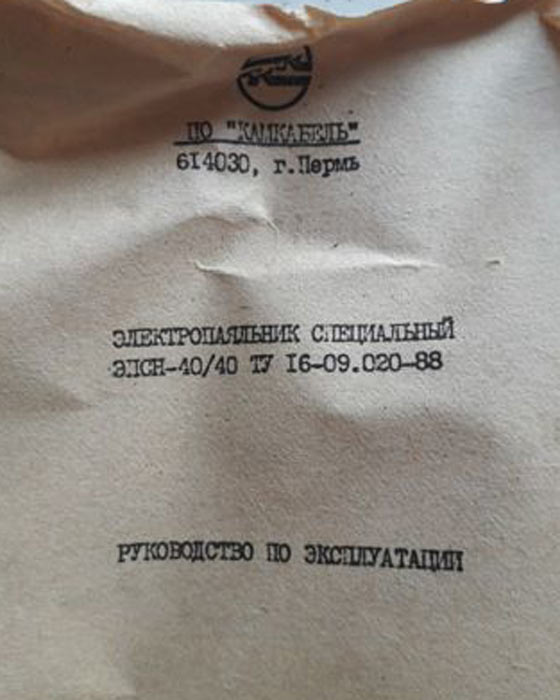 ПО "КАМКАБЕЛЬ"
614030, г.Пермь
ЭЛЕКТРОПАЯЛЬНИК СПЕЦИАЛЬНЫЙ
ЭПСН-40/40 ТУ 16-09.020-88
РУКОВОДСТВО ПО ЭКСПЛУАТАЦИИ